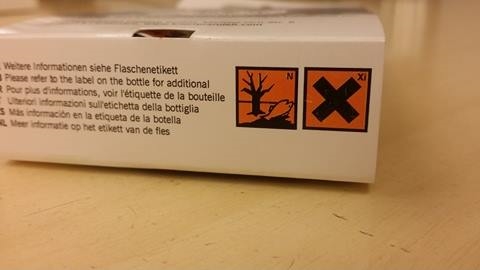 Weitere Informationen siehe Flaschenetikett
Please refer to the label on the bottle for additional
Pour plus d'informations, voir l'étiquette de la bouteille
Ulteriori informazioni sull'etichetta della bottiglia
Más información en la etiqueta de la botella
NL Meer informatie op het etikett van de fles
N
Xi